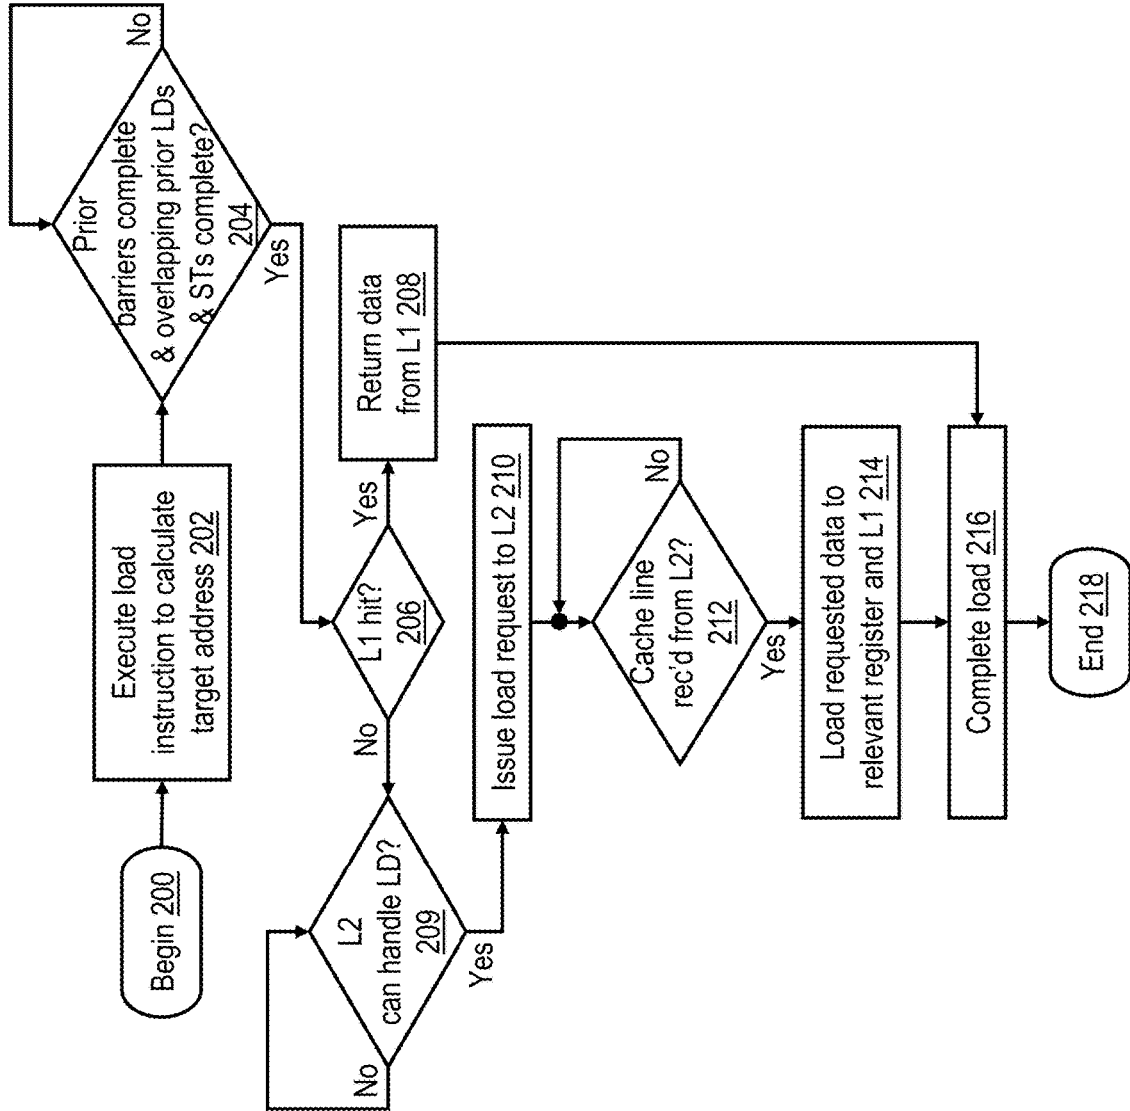 Begin 200
Execute load
instruction to calculate
target address 202
Prior
barriers complete
& overlapping prior LDs
& STs complete?
204
No
Yes
L1 hit?
206
Yes
Return data
from L1 208
No
L2
can handle LD?
209
No
Yes
Issue load request to L2 210
Cache line
rec'd from L2?
212
No
Yes
Load requested data to
relevant register and L1 214
Complete load 216
End 218